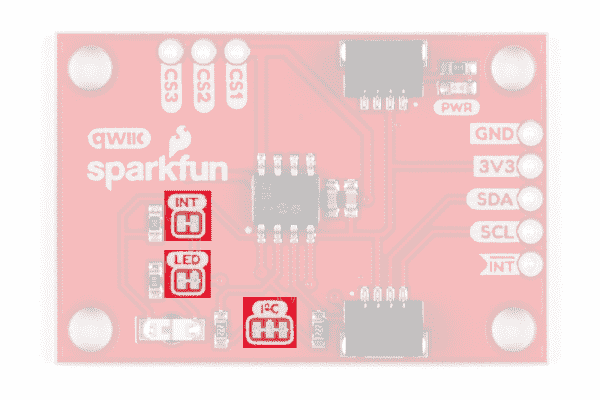 CS3
CS2
CS1
PWR
qwiic
sparkfun
GND
3V3
SDA
SCL
INT
INT
LED
I²C